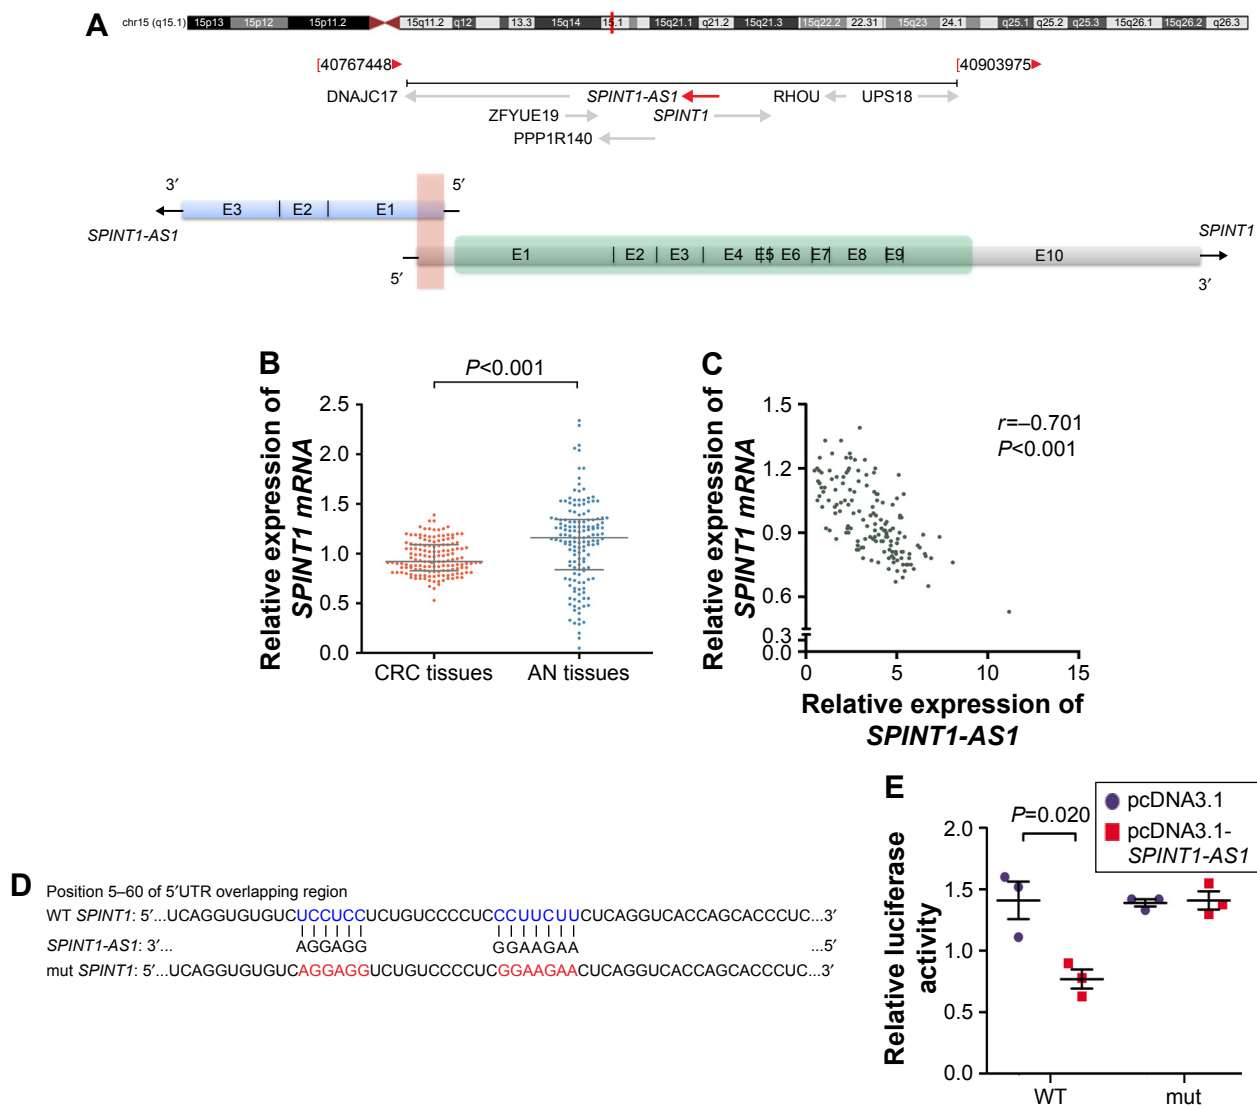 A
chr15 (q15.1)
15p13 15p12 15p11.2 15q11.2 q12 13.3 15q14 15.1 15q21.1 q21.2 15q21.3 15q22.2 22.31 15q23 24.1 q25.1 q25.2 q25.3 15q26.1 15q26.2 q26.3
[40767448 [40903975
DNAJC17 SPINT1-AS1 RHOU UPS18
ZFYUE19 SPINT1
PPP1R140
3′ 5′
E3 E2 E1
SPINT1-AS1 SPINT1
E1 E2 E3 E4 E5 E6 E7 E8 E9 E10
5′ 3′
B
P<0.001
Relative expression of
SPINT1 mRNA
2.5
2.0
1.5
1.0
0.5
0.0
CRC tissues AN tissues
C
r=–0.701
P<0.001
Relative expression of
SPINT1 mRNA
1.5
1.2
0.9
0.6
0.3
0.0
0 5 10 15
Relative expression of
SPINT1-AS1
D
Position 5–60 of 5′UTR overlapping region
WT SPINT1: 5′...UCAGGUGUGUCUCCUCCUCUGUCCCCUCCCUUCUUCUCAGGUCACCAGCACCCUC...3′
SPINT1-AS1: 3′... AGGAGG GGAAGAA ...5′
mut SPINT1: 5′...UCAGGUGUGUCAGGAGGUCUGUCCCCUCGGAAGAACUCAGGUCACCAGCACCCUC...3′
E
pcDNA3.1
pcDNA3.1-
SPINT1-AS1
P=0.020
Relative luciferase
activity
2.0
1.5
1.0
0.5
0.0
WT mut